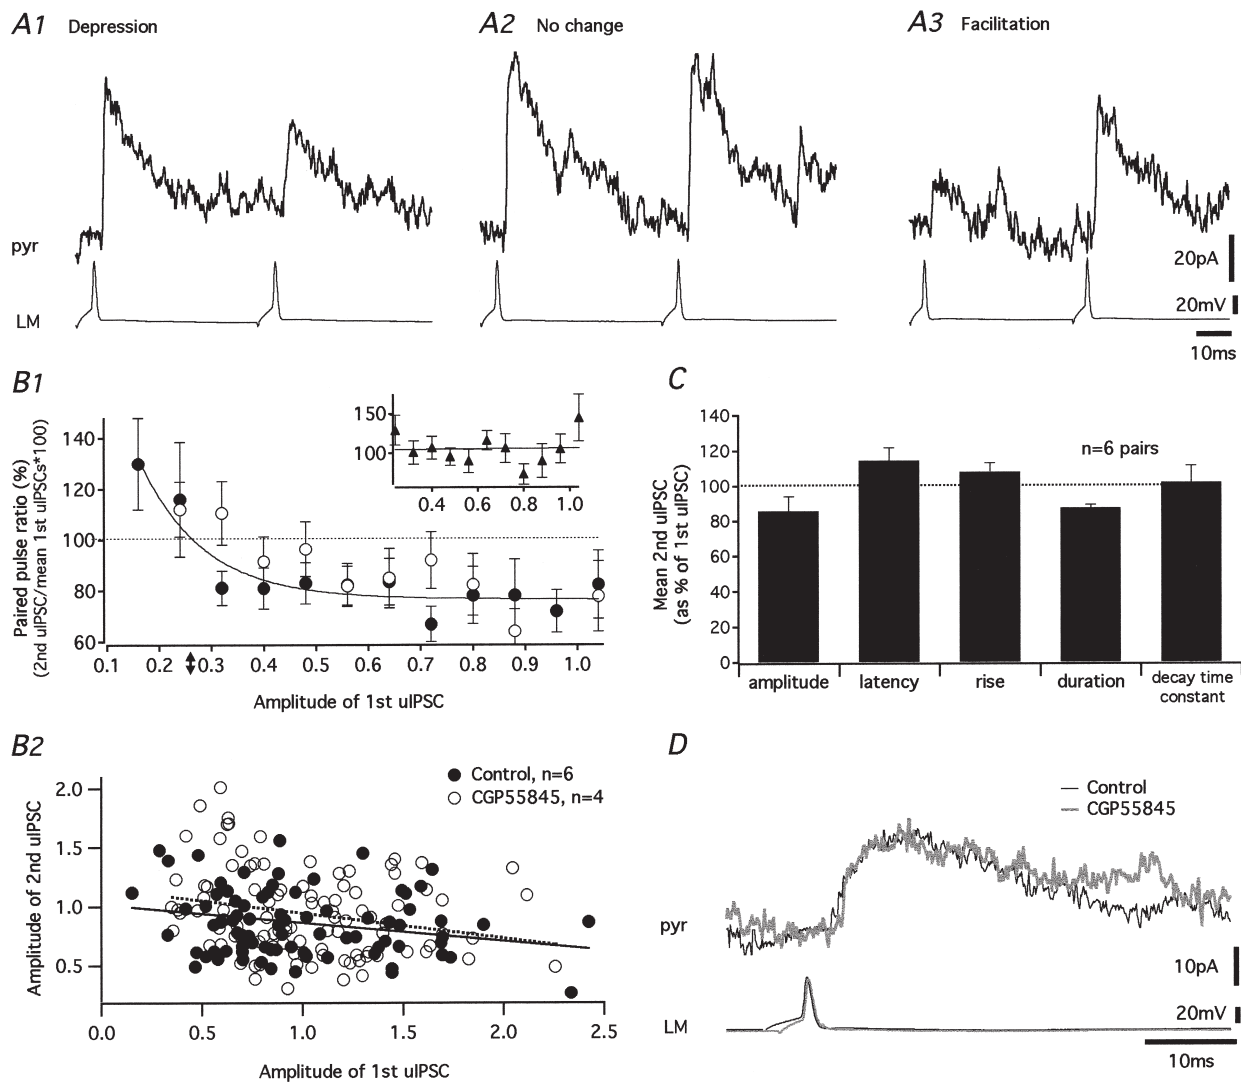 A1 Depression
A2 No change
A3 Facilitation
pyr
LM
20pA
20mV
10ms
B1
Paired pulse ratio (%)
(2nd uIPSC/mean 1st uIPSCs*100)
140
120
100
80
60
0.1 0.2 0.3 0.4 0.5 0.6 0.7 0.8 0.9 1.0
Amplitude of 1st uIPSC
150
100
0.4 0.6 0.8 1.0
C
Mean 2nd uIPSC
(as % of 1st uIPSC)
140
120
100
80
60
40
20
0
n=6 pairs
amplitude latency rise duration decay time
constant
B2
Amplitude of 2nd uIPSC
2.0
1.5
1.0
0.5
0.0 0.5 1.0 1.5 2.0 2.5
Amplitude of 1st uIPSC
Control, n=6
CGP55845, n=4
D
Control
CGP55845
pyr
LM
10pA
20mV
10ms